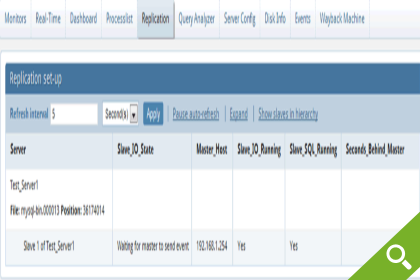 Monitors Real-Time Dashboard Processlist Replication Query Analyzer Server Config Disk Info Events Wayback Machine
Replication set-up
Refresh interval 5 Second(s) Apply Pause auto-refresh Expand Show slaves in hierarchy
Server Slave_IO_State Master_Host Slave_IO_Running Slave_SQL_Running Seconds_Behind_Master
Test_Server1
File: mysql-bin.000013 Position: 36174014
Slave 1 of Test_Server1 Waiting for master to send event 192.168.1.254 Yes Yes